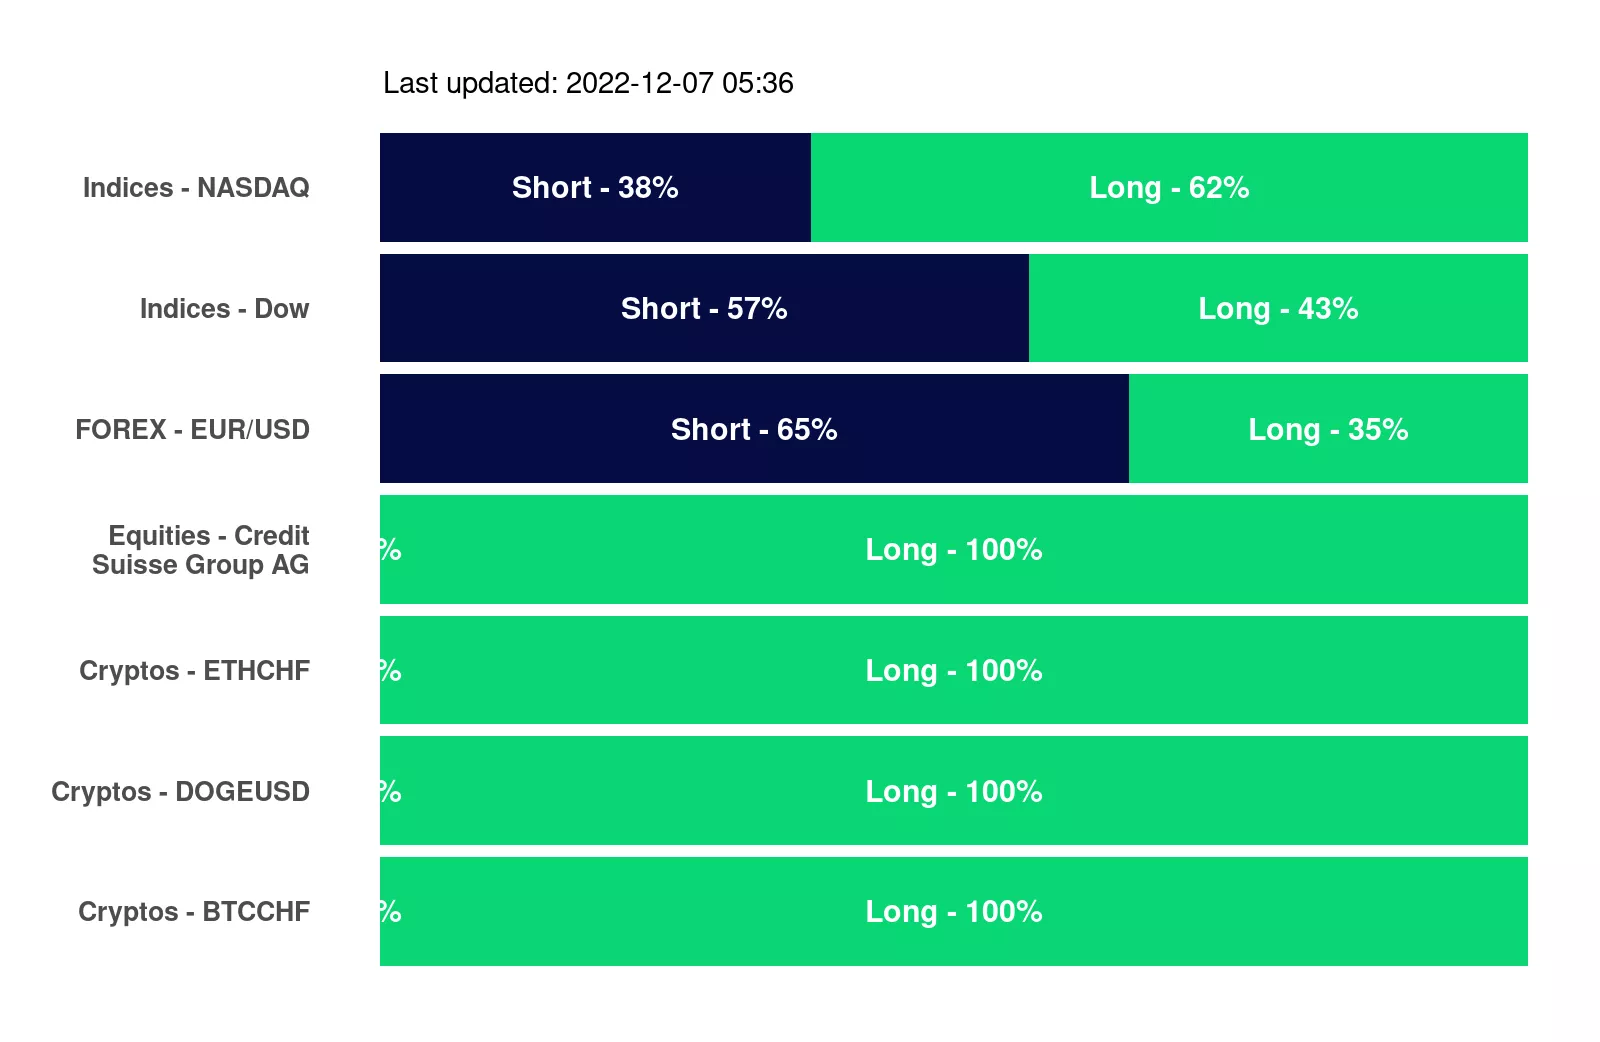 Last updated: 2022-12-07 05:36
Indices - NASDAQ
Short - 38%
Long - 62%
Indices - Dow
Short - 57%
Long - 43%
FOREX - EUR/USD
Short - 65%
Long - 35%
Equities - Credit
Suisse Group AG
%
Long - 100%
Cryptos - ETHCHF
%
Long - 100%
Cryptos - DOGEUSD
%
Long - 100%
Cryptos - BTCCHF
%
Long - 100%